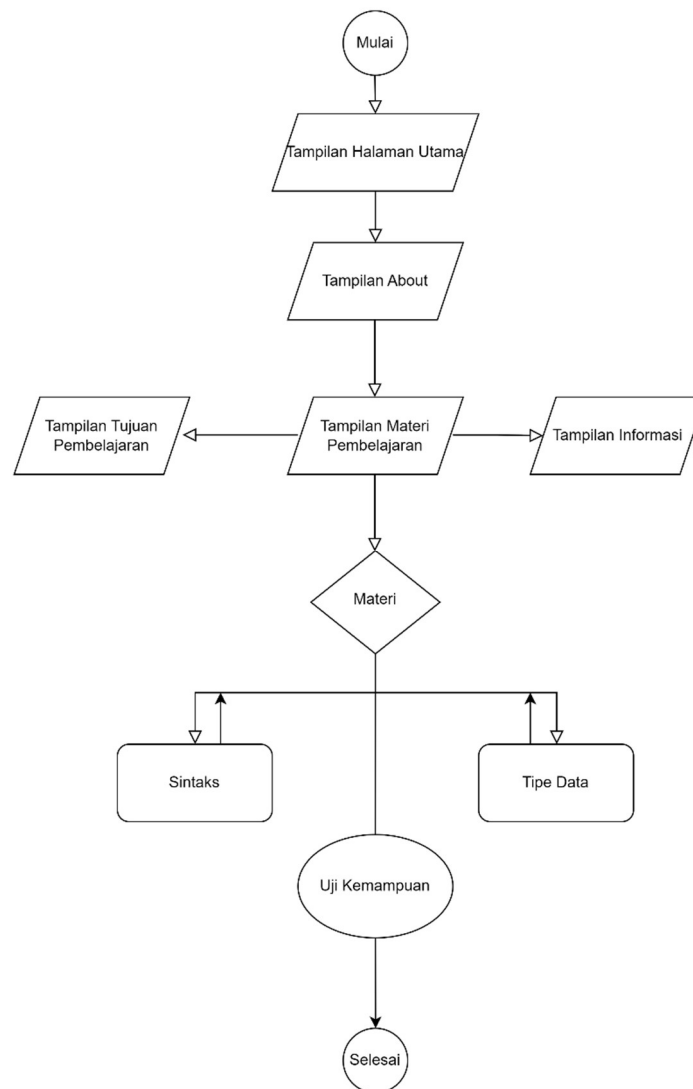 Mulai
Tampilan Halaman Utama
Tampilan About
Tampilan Tujuan
Pembelajaran
Tampilan Materi
Pembelajaran
Tampilan Informasi
Materi
Sintaks
Tipe Data
Uji Kemampuan
Selesai